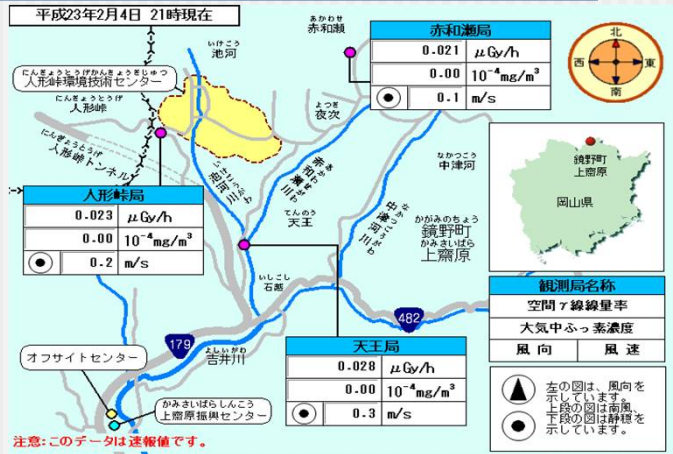 平成23年2月4日 21時現在
あかわせ
赤和瀬
赤和瀬局
0.021 μGy/h
0.00 10⁻⁴mg/m³
0.1 m/s
北
西 東
南
いけごう
池河
にんぎょうとうげかんきょうぎじゅつ
人形峠環境技術センター
にんぎょうとうげ
人形峠
にんぎょうとうげ
人形峠トンネル
よつぎ
夜次
あかわせがわ
赤和瀬川
なかつごう
中津河
なかつごうがわ
中津河川
てんのう
天王
かがみのちょう
鏡野町
かみさいばら
上齋原
鏡野町
上齋原
岡山県
人形峠局
0.023 μGy/h
0.00 10⁻⁴mg/m³
0.2 m/s
いしこし
石越
482
179
よしいがわ
吉井川
観測局名称
空間γ線線量率
大気中ふっ素濃度
風向 風速
天王局
0.028 μGy/h
0.00 10⁻⁴mg/m³
0.3 m/s
左の図は、風向を
示しています。
上段の図は南風、
下段の図は静穏を
示しています。
オフサイトセンター
かみさいばらしんこう
上齋原振興センター
注意:このデータは速報値です。